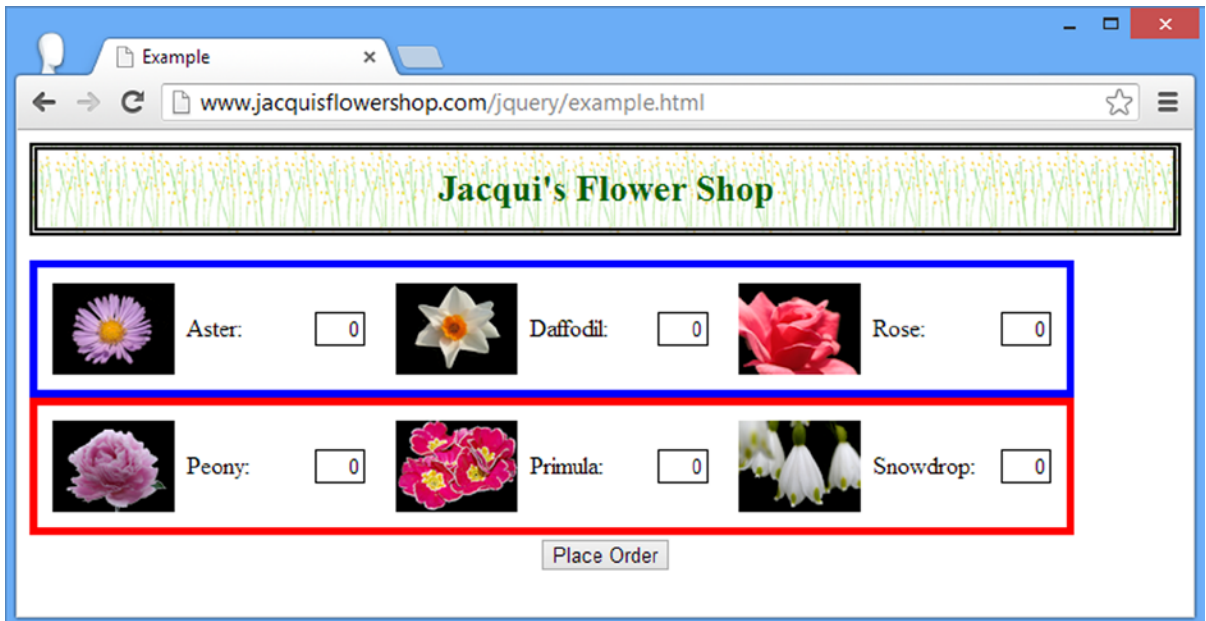 Example
www.jacquisflowershop.com/jquery/example.html
Jacqui's Flower Shop
Aster: 0 Daffodil: 0 Rose: 0
Peony: 0 Primula: 0 Snowdrop: 0
Place Order